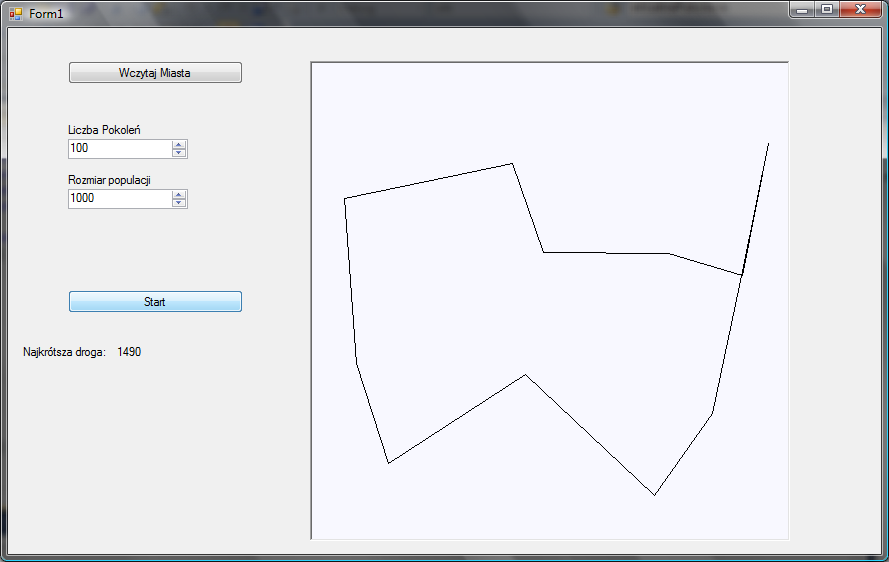 Form1
Wczytaj Miasta
Liczba Pokoleń
100
Rozmiar populacji
1000
Start
Najkrótsza droga: 1490